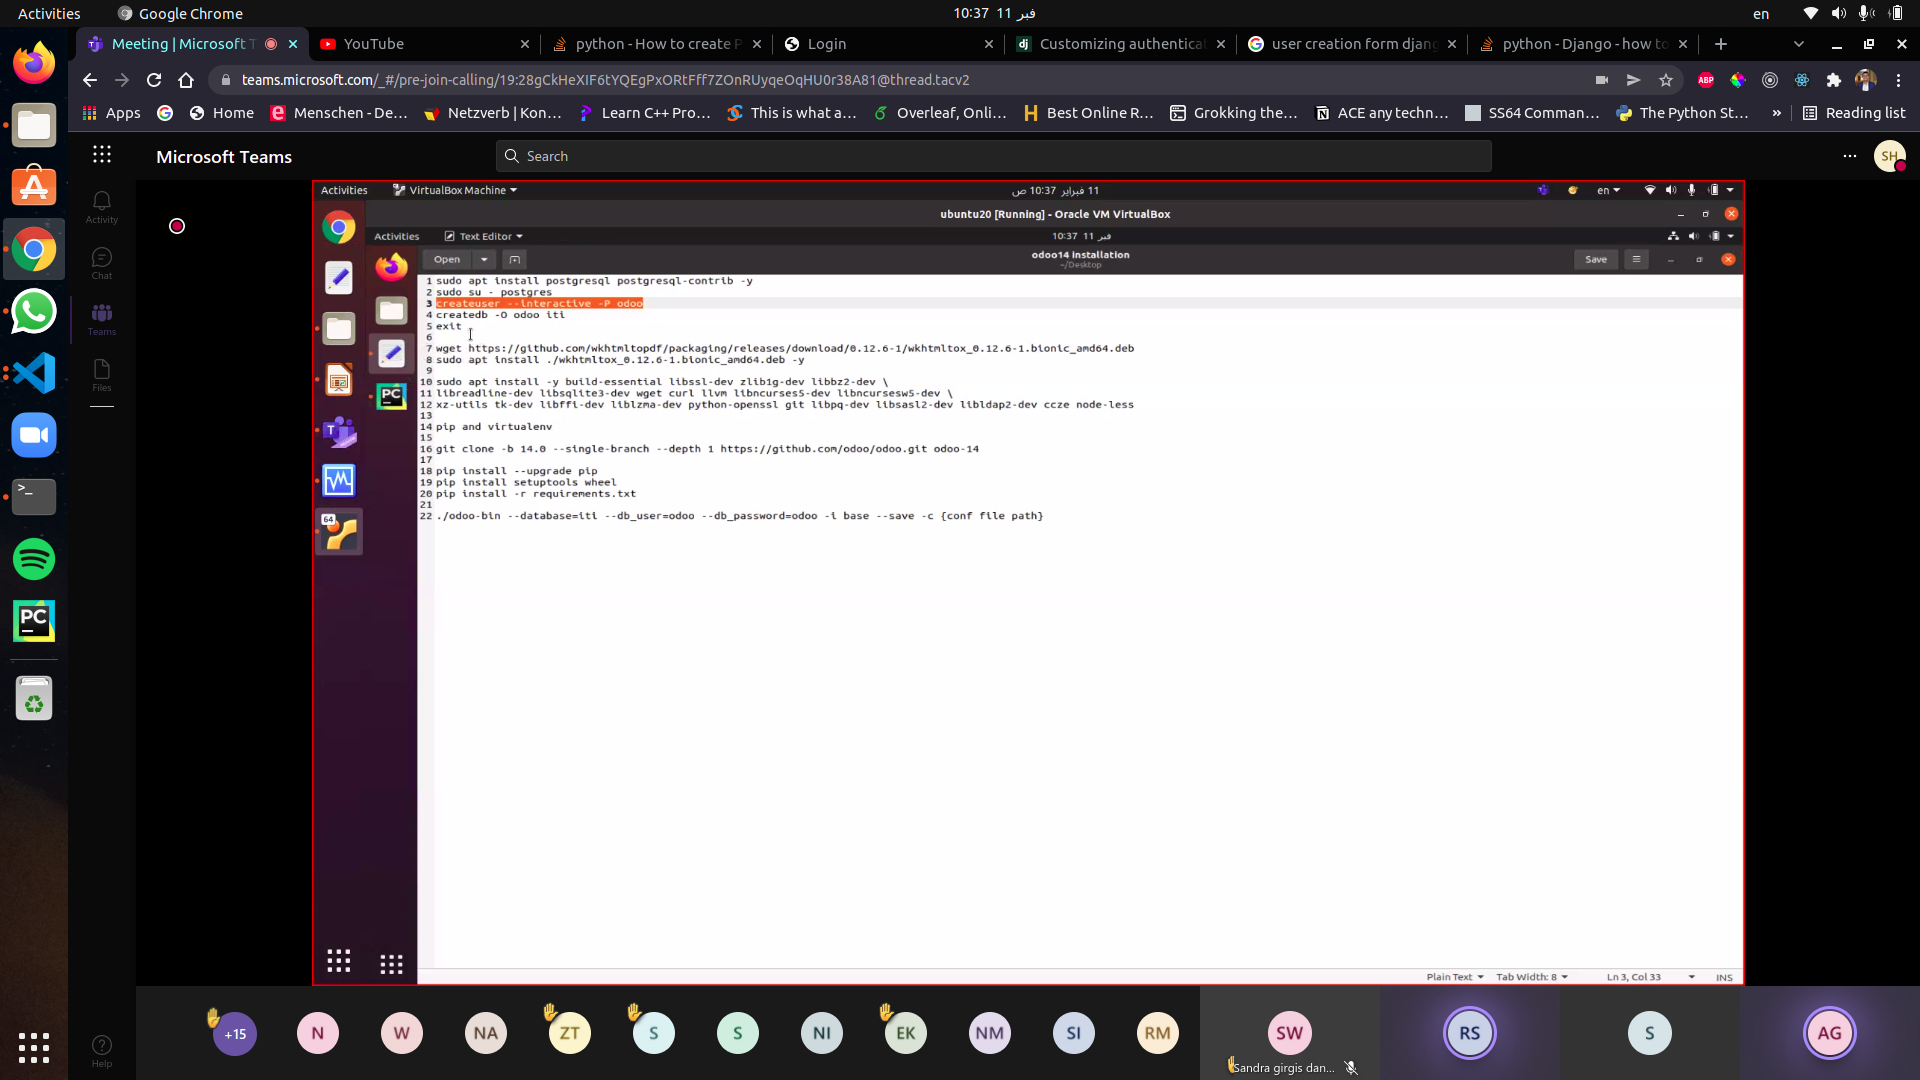 Activities
Google Chrome
10:37 11 فبر
en
Meeting | Microsoft T
YouTube
python - How to create P
Login
Customizing authentica
user creation form djang
python - Django - how to
teams.microsoft.com/_#/pre-join-calling/19:28gCkHeXIF6tYQEgPxORtFff7ZOnRUyqeOqHU0r38A81@thread.tacv2
ABP
Apps
Home
Menschen - De...
Netzverb | Kon...
Learn C++ Pro...
This is what a...
Overleaf, Onli...
Best Online R...
Grokking the...
ACE any techn...
SS64 Comman...
The Python St...
»
Reading list
Microsoft Teams
Search
SH
Activity
Chat
Teams
Files
Help
Activities
VirtualBox Machine
11 فبراير 10:37 ص
en
ubuntu20 [Running] - Oracle VM VirtualBox
Activities
Text Editor
10:37 11 فبر
Open
odoo14 installation
~/Desktop
Save
1 sudo apt install postgresql postgresql-contrib -y
2 sudo su - postgres
3 createuser --interactive -P odoo
4 createdb -O odoo iti
5 exit
6
7 wget https://github.com/wkhtmltopdf/packaging/releases/download/0.12.6-1/wkhtmltox_0.12.6-1.bionic_amd64.deb
8 sudo apt install ./wkhtmltox_0.12.6-1.bionic_amd64.deb -y
9
10 sudo apt install -y build-essential libssl-dev zlib1g-dev libbz2-dev \
11 libreadline-dev libsqlite3-dev wget curl llvm libncurses5-dev libncursesw5-dev \
12 xz-utils tk-dev libffi-dev liblzma-dev python-openssl git libpq-dev libsasl2-dev libldap2-dev ccze node-less
13
14 pip and virtualenv
15
16 git clone -b 14.0 --single-branch --depth 1 https://github.com/odoo/odoo.git odoo-14
17
18 pip install --upgrade pip
19 pip install setuptools wheel
20 pip install -r requirements.txt
21
22 ./odoo-bin --database=iti --db_user=odoo --db_password=odoo -i base --save -c {conf file path}
PC
64
PC
Plain Text
Tab Width: 8
Ln 3, Col 33
INS
+15
N
W
NA
ZT
S
S
NI
EK
NM
SI
RM
SW
Sandra girgis dan...
RS
S
AG